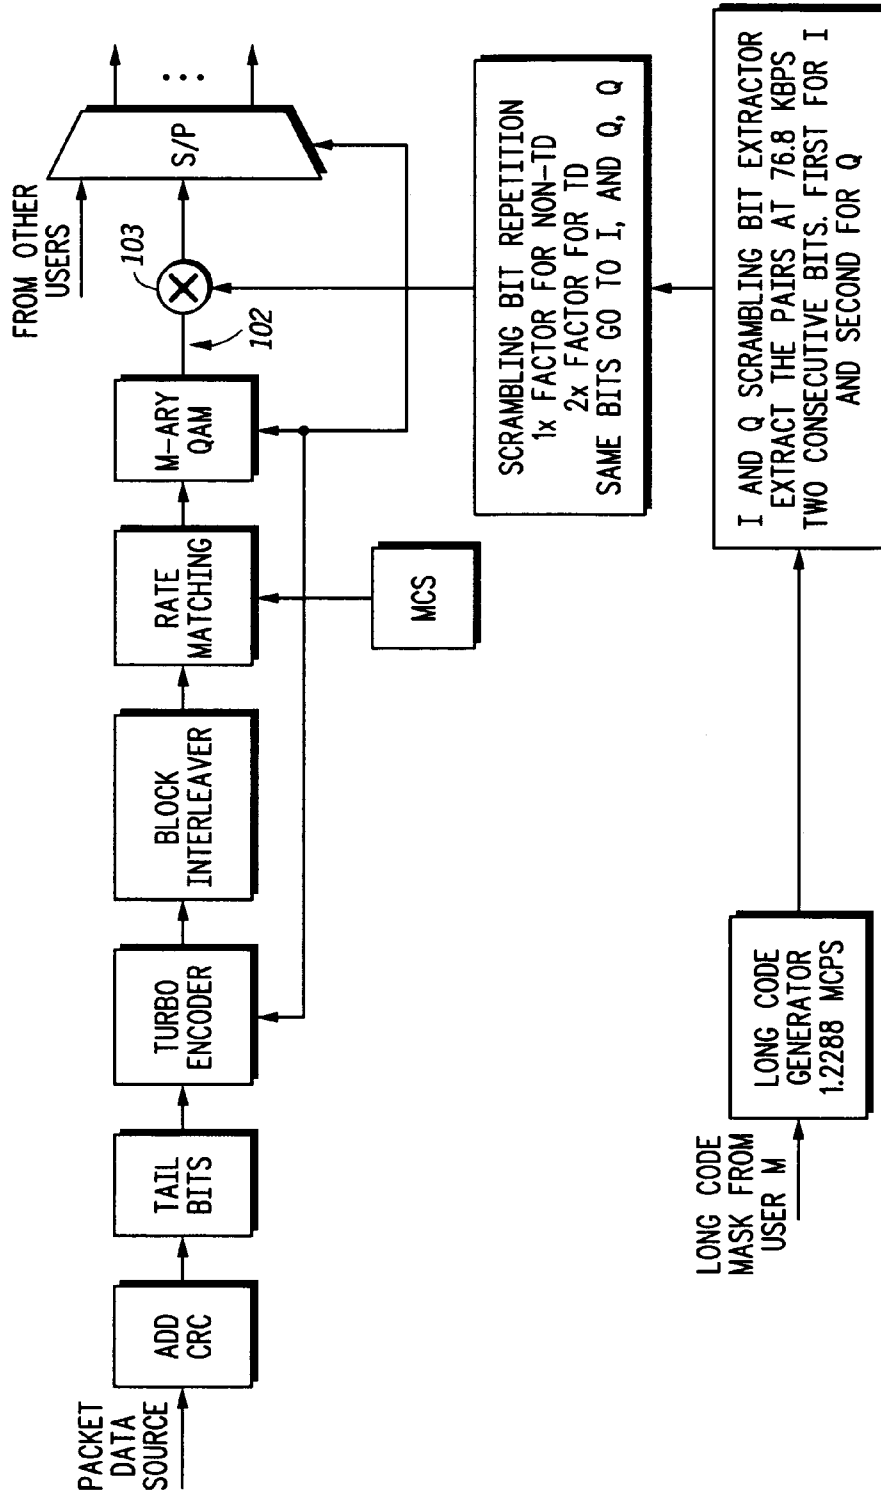 PACKET
DATA
SOURCE
ADD
CRC
TAIL
BITS
TURBO
ENCODER
BLOCK
INTERLEAVER
RATE
MATCHING
M-ARY
QAM
102
103
FROM OTHER
USERS
S/P
MCS
SCRAMBLING BIT REPETITION
1x FACTOR FOR NON-TD
2x FACTOR FOR TD
SAME BITS GO TO I, AND Q, Q
LONG CODE
MASK FROM
USER M
LONG CODE
GENERATOR
1.2288 MCPS
I AND Q SCRAMBLING BIT EXTRACTOR
EXTRACT THE PAIRS AT 76.8 KBPS
TWO CONSECUTIVE BITS. FIRST FOR I
AND SECOND FOR Q